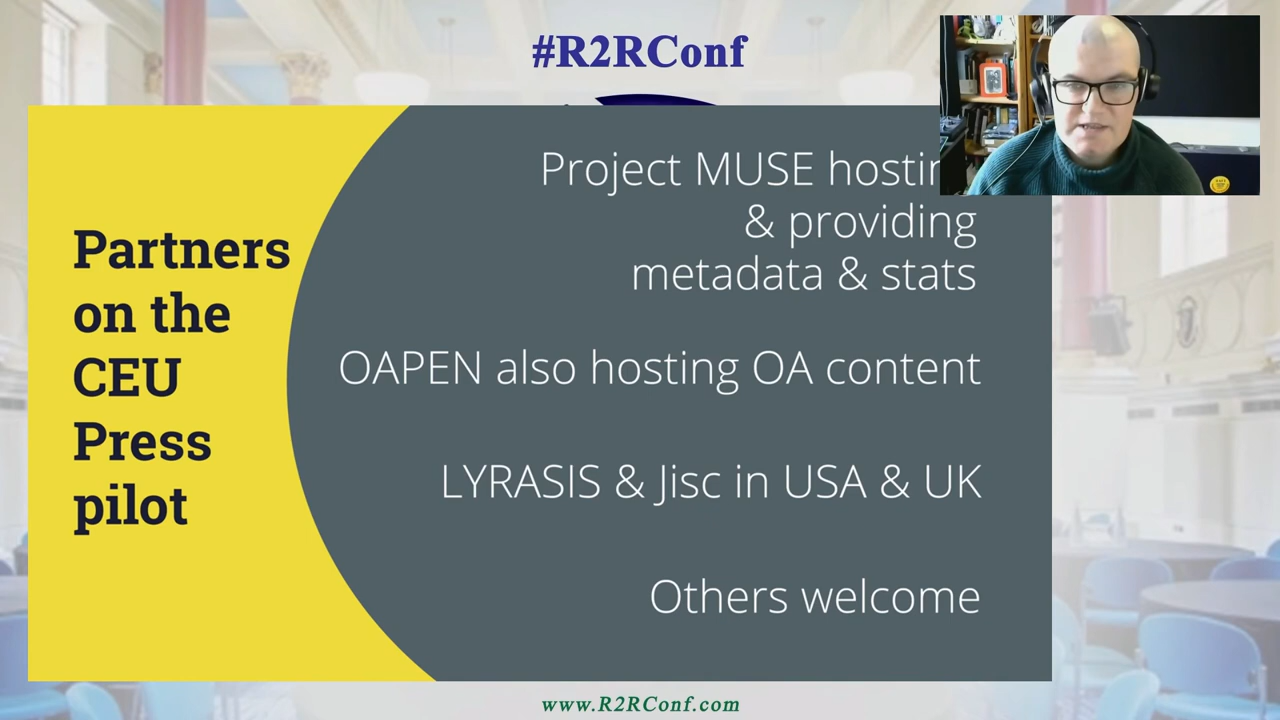 #R2RConf
Partners
on the
CEU
Press
pilot
Project MUSE
& providing
metadata & stats
OAPEN also hosting OA content
LYRASIS & Jisc in USA & UK
Others welcome
www.R2RConf.com